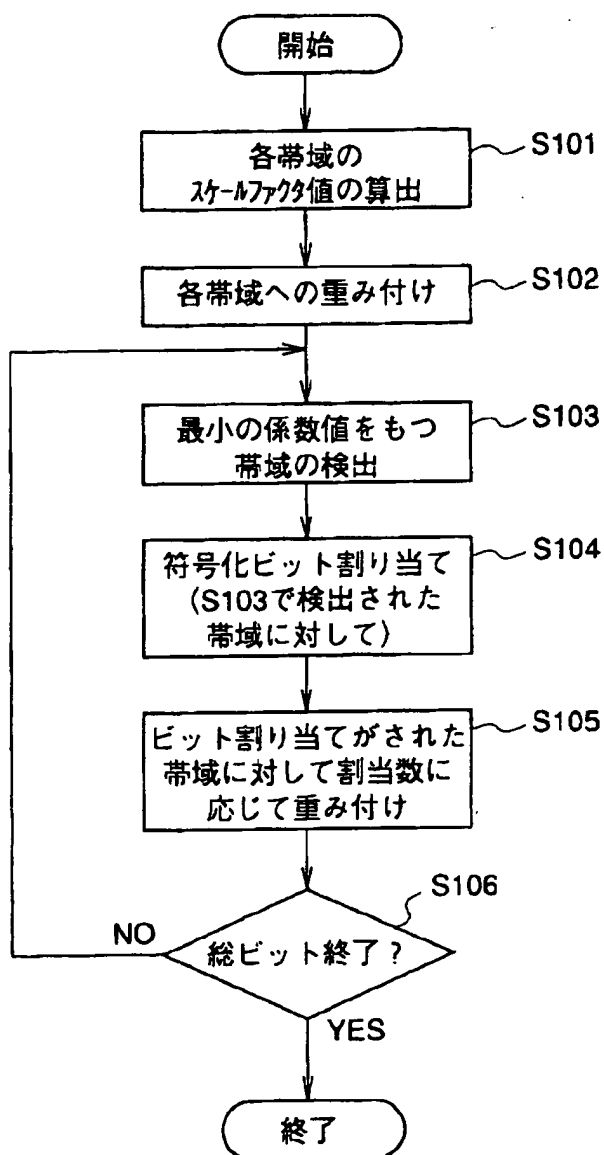 開始
各帯域の
スケールファクタ値の算出
S101
各帯域への重み付け
S102
最小の係数値をもつ
帯域の検出
S103
符号化ビット割り当て
(S103で検出された
帯域に対して)
S104
ビット割り当てがされた
帯域に対して割当数に
応じて重み付け
S105
S106
NO
総ビット終了?
YES
終了